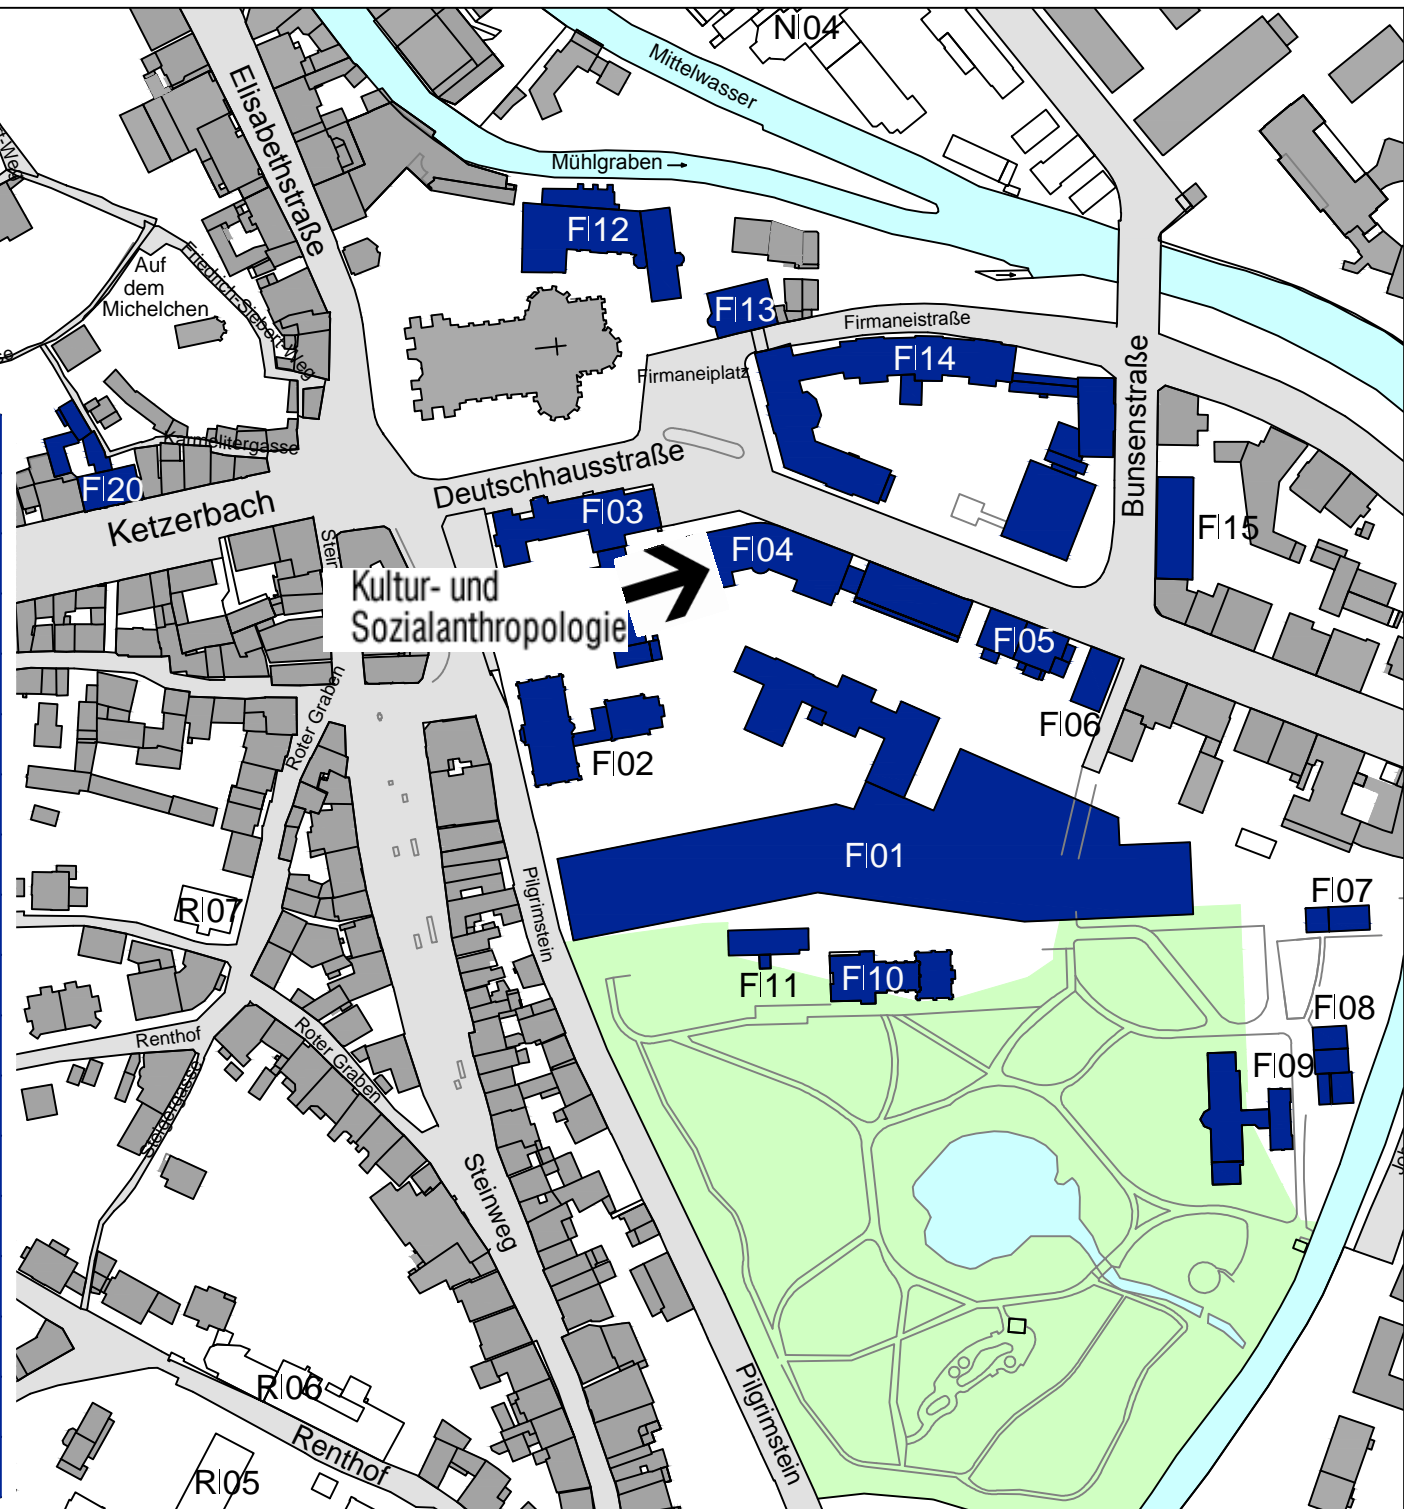 N|04
Mittelwasser
Elisabethstraße
Mühlgraben →
F|12
Auf
dem
Michelchen
Friedrich-Siebert-Weg
F|13
Firmaneistraße
F|14
Firmaneiplatz
Bunsenstraße
Karmelitergasse
Deutschhausstraße
F|20
Ketzerbach
F|03
F|04
F|15
Kultur- und
Sozialanthropologie
F|05
F|06
Roter Graben
F|02
F|01
Pilgrimstein
R|07
F|07
F|11
F|10
F|08
Renthof
Roter Graben
F|09
Steigergasse
Steinweg
R|06
Pilgrimstein
Renthof
R|05